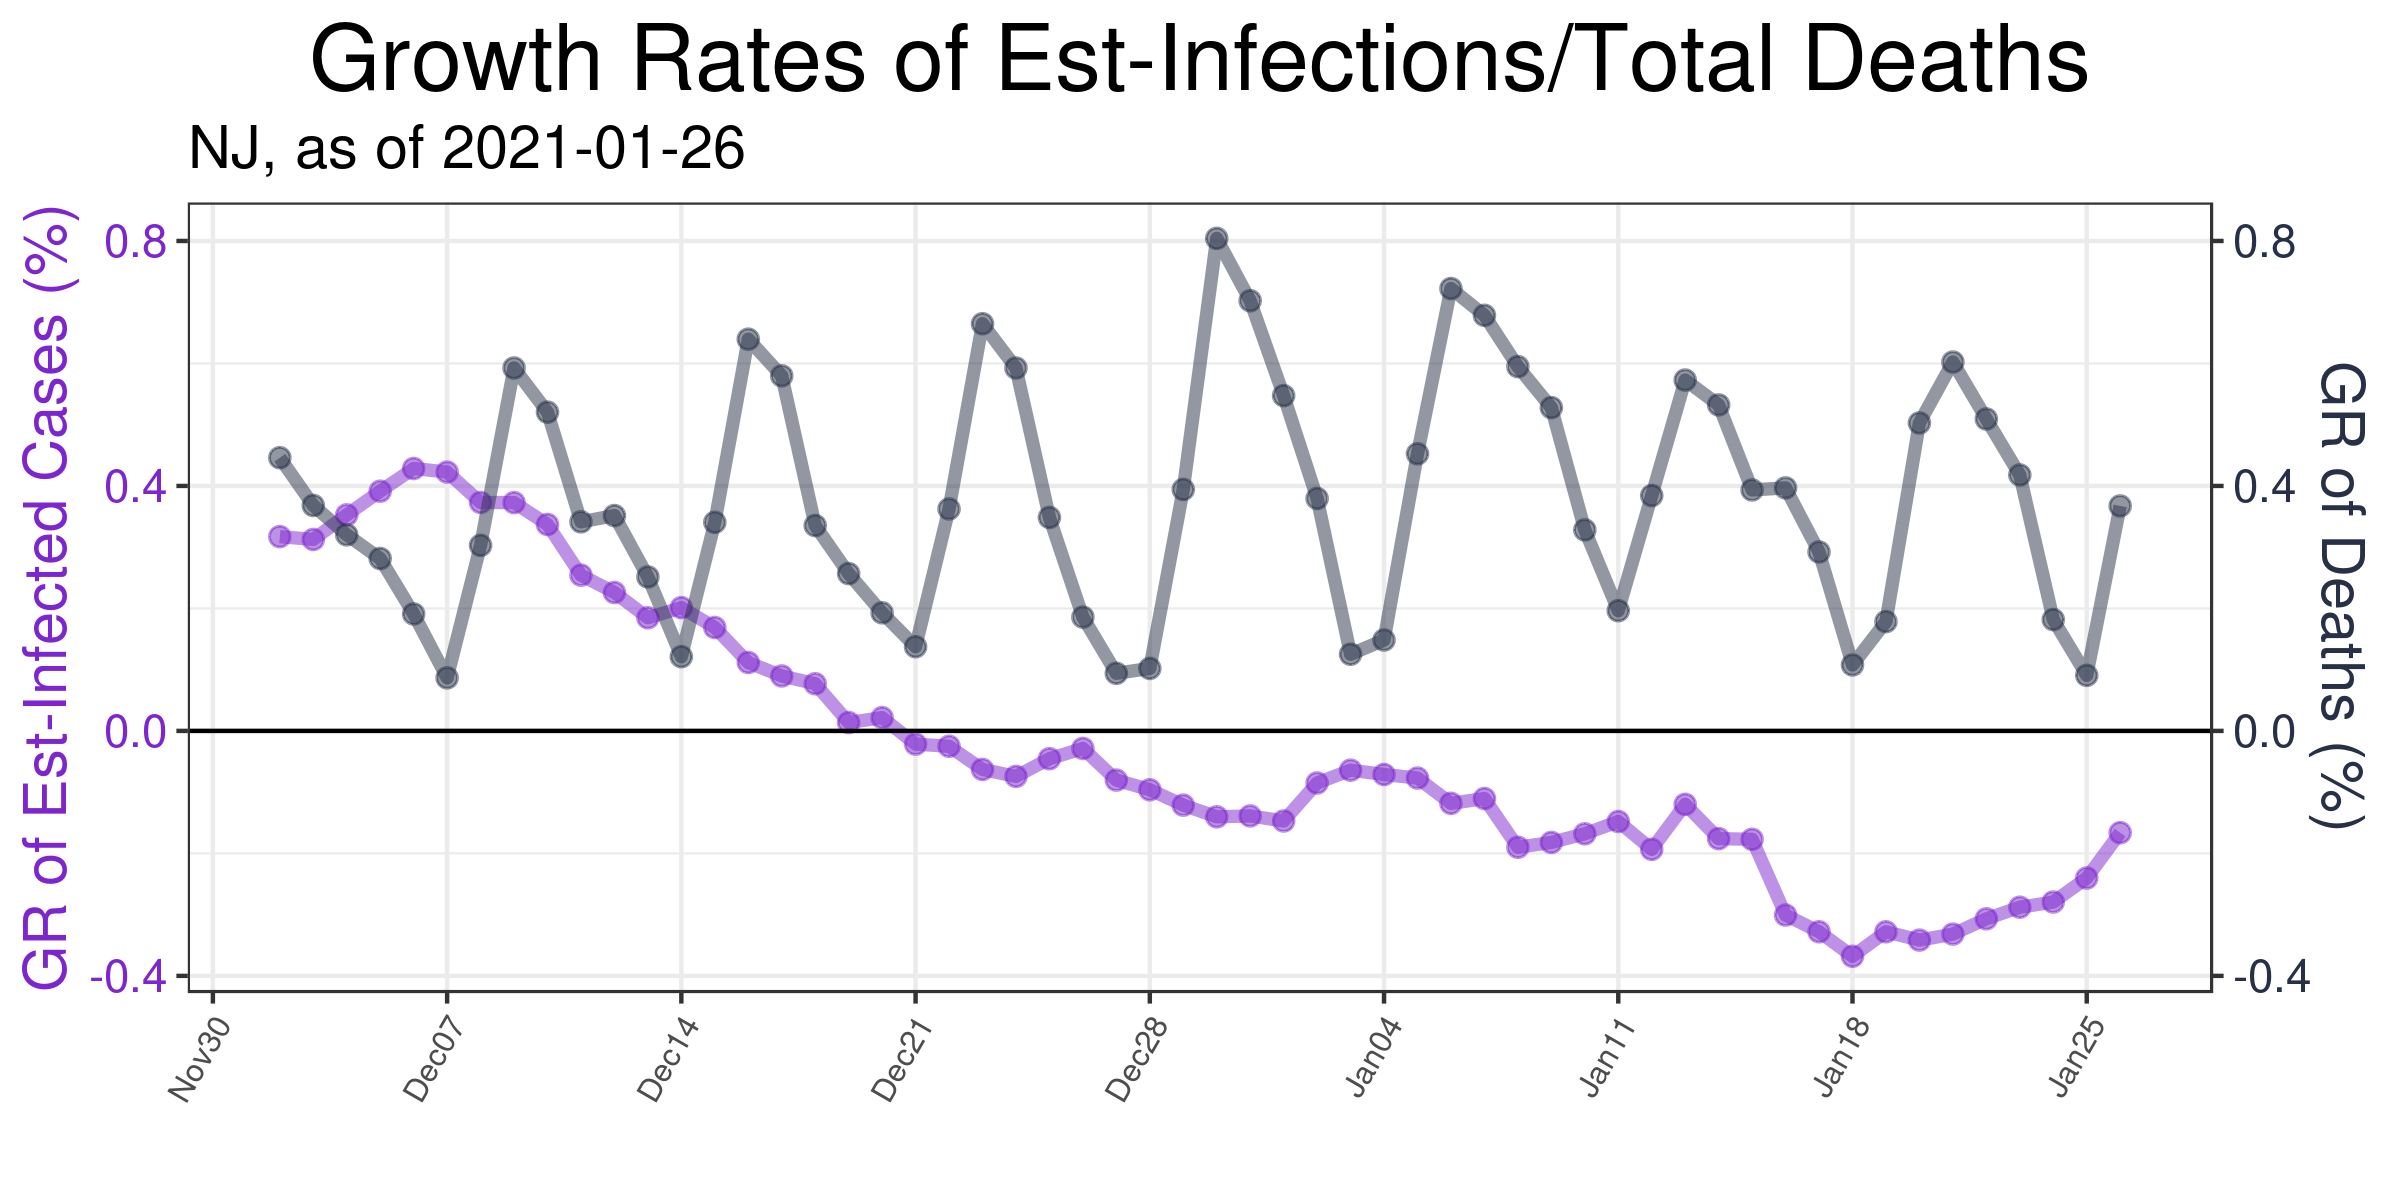 Growth Rates of Est-Infections/Total Deaths
NJ, as of 2021-01-26
GR of Est-Infected Cases (%)
0.8
0.4
0.0
-0.4
0.8
0.4
0.0
-0.4
GR of Deaths (%)
Nov30
Dec07
Dec14
Dec21
Dec28
Jan04
Jan11
Jan18
Jan25